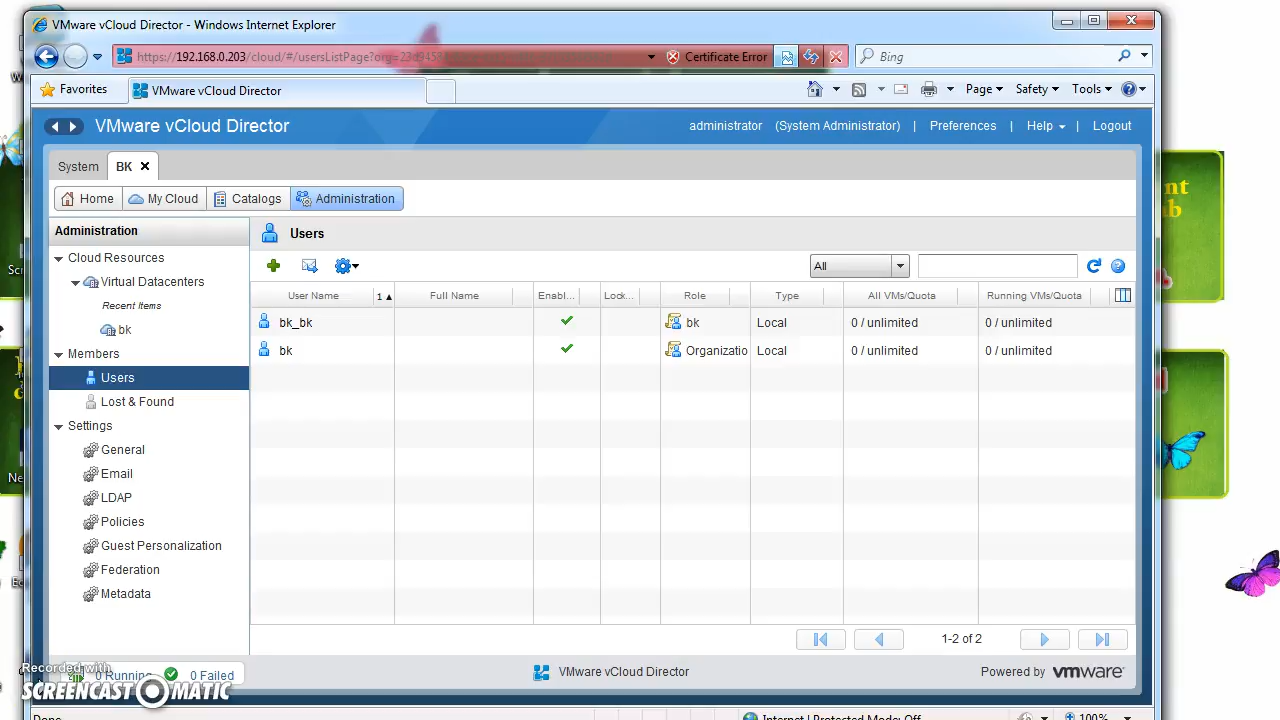 VMware vCloud Director - Windows Internet Explorer
https://192.168.0.203/cloud/#/usersListPage?org=
Certificate Error
Bing
Favorites
VMware vCloud Director
Page
Safety
Tools
VMware vCloud Director
administrator (System Administrator) | Preferences | Help | Logout
System
BK
Home
My Cloud
Catalogs
Administration
Administration
Cloud Resources
Virtual Datacenters
Recent Items
bk
Members
Users
Lost & Found
Settings
General
Email
LDAP
Policies
Guest Personalization
Federation
Metadata
Users
All
User Name 1 Full Name Enabl... Lock... Role Type All VMs/Quota Running VMs/Quota
bk_bk bk Local 0 / unlimited 0 / unlimited
bk Organizatio Local 0 / unlimited 0 / unlimited
1-2 of 2
0 Running 0 Failed
VMware vCloud Director
Powered by vmware
Recorded with
SCREENCAST-O-MATIC
Done
Internet | Protected Mode: Off
100%